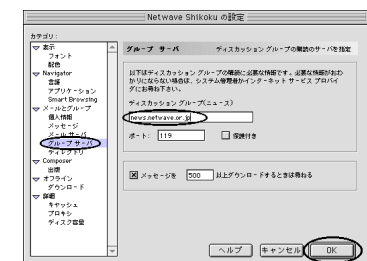 Netwave Shikoku の設定
カテゴリ:
表示
フォント
配色
Navigator
言語
アプリケーション
Smart Browsing
メールとグループ
個人情報
メッセージ
メール サーバ
グループ サーバ
ディレクトリ
Composer
出版
オフライン
ダウンロード
詳細
キャッシュ
プロキシ
ディスク容量
グループ サーバ ディスカッション グループの購読のサーバを指定
以下はディスカッション グループの購読に必要な情報です。必要な情報がおわ
かりにならない場合は、システム管理者かインターネット サービス プロバイ
ダにお尋ね下さい。
ディスカッション グループ(ニュース)
news.netwave.or.jp
ポート: 119 保護付き
メッセージを 500 以上ダウンロードするときは尋ねる
ヘルプ キャンセル OK